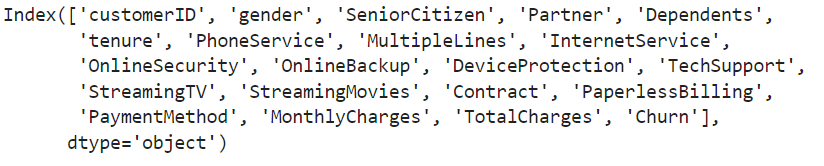 Index(['customerID', 'gender', 'SeniorCitizen', 'Partner', 'Dependents',
'tenure', 'PhoneService', 'MultipleLines', 'InternetService',
'OnlineSecurity', 'OnlineBackup', 'DeviceProtection', 'TechSupport',
'StreamingTV', 'StreamingMovies', 'Contract', 'PaperlessBilling',
'PaymentMethod', 'MonthlyCharges', 'TotalCharges', 'Churn'],
dtype='object')